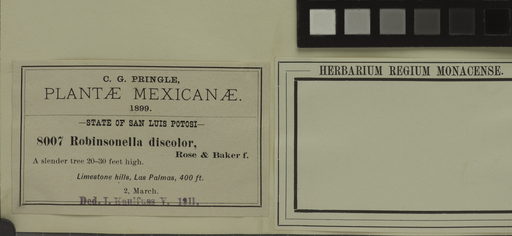 C. G. PRINGLE,
PLANTÆ MEXICANÆ.
1899.
—STATE OF SAN LUIS POTOSI—
8007 Robinsonella discolor,
Rose & Baker f.
A slender tree 20-30 feet high.
Limestone hills, Las Palmas, 400 ft.
2, March.
Ded. 1911.
HERBARIUM REGIUM MONACENSE.